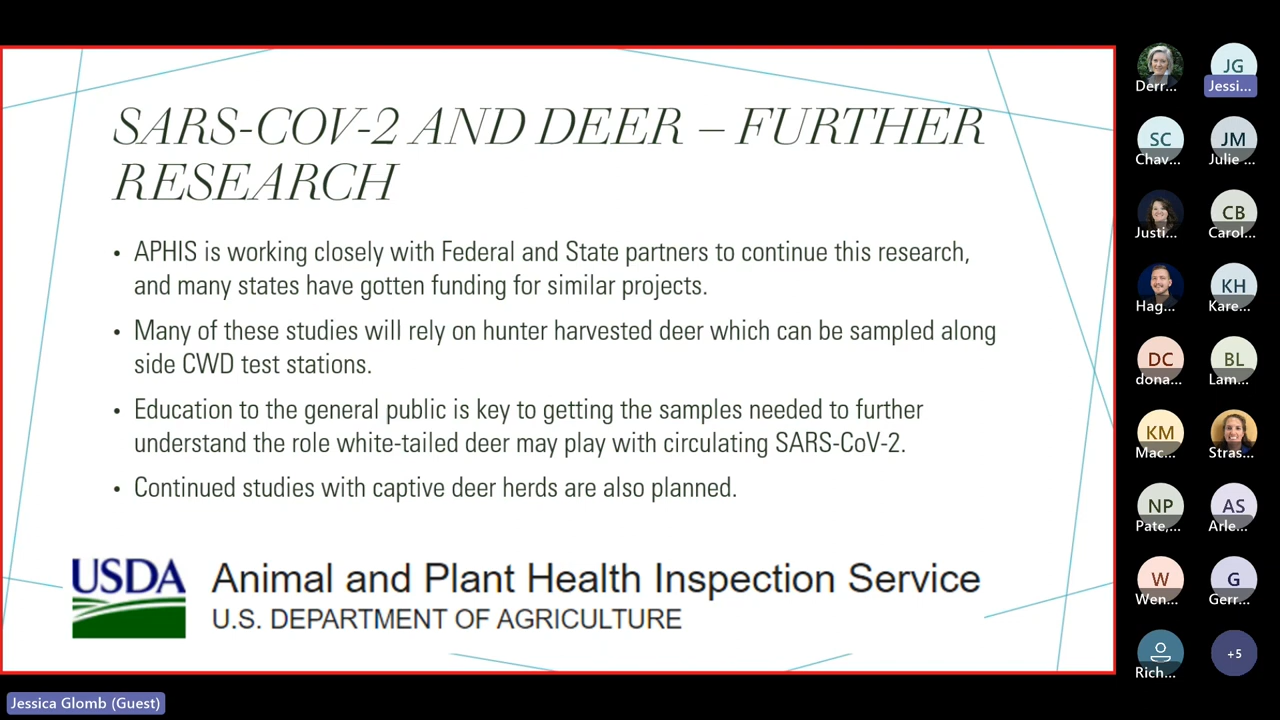 SARS-COV-2 AND DEER – FURTHER
RESEARCH
• APHIS is working closely with Federal and State partners to continue this research,
and many states have gotten funding for similar projects.
• Many of these studies will rely on hunter harvested deer which can be sampled along
side CWD test stations.
• Education to the general public is key to getting the samples needed to further
understand the role white-tailed deer may play with circulating SARS-CoV-2.
• Continued studies with captive deer herds are also planned.
USDA
Animal and Plant Health Inspection Service
U.S. DEPARTMENT OF AGRICULTURE
Jessica Glomb (Guest)
Derr...
JG
Jessi...
SC
Chav...
JM
Julie ...
Justi...
CB
Carol...
Hag...
KH
Kare...
DC
dona...
BL
Lam...
KM
Mac...
Stras...
NP
Pate,...
AS
Arle...
W
Wen...
G
Gerr...
Rich...
+5